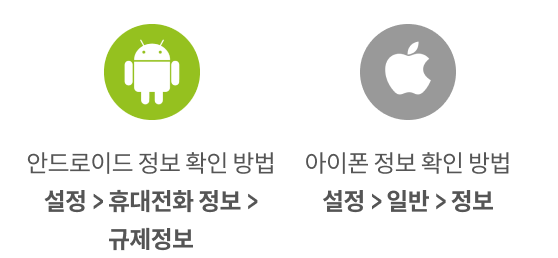 안드로이드 정보 확인 방법
설정 > 휴대전화 정보 >
규제정보
아이폰 정보 확인 방법
설정 > 일반 > 정보